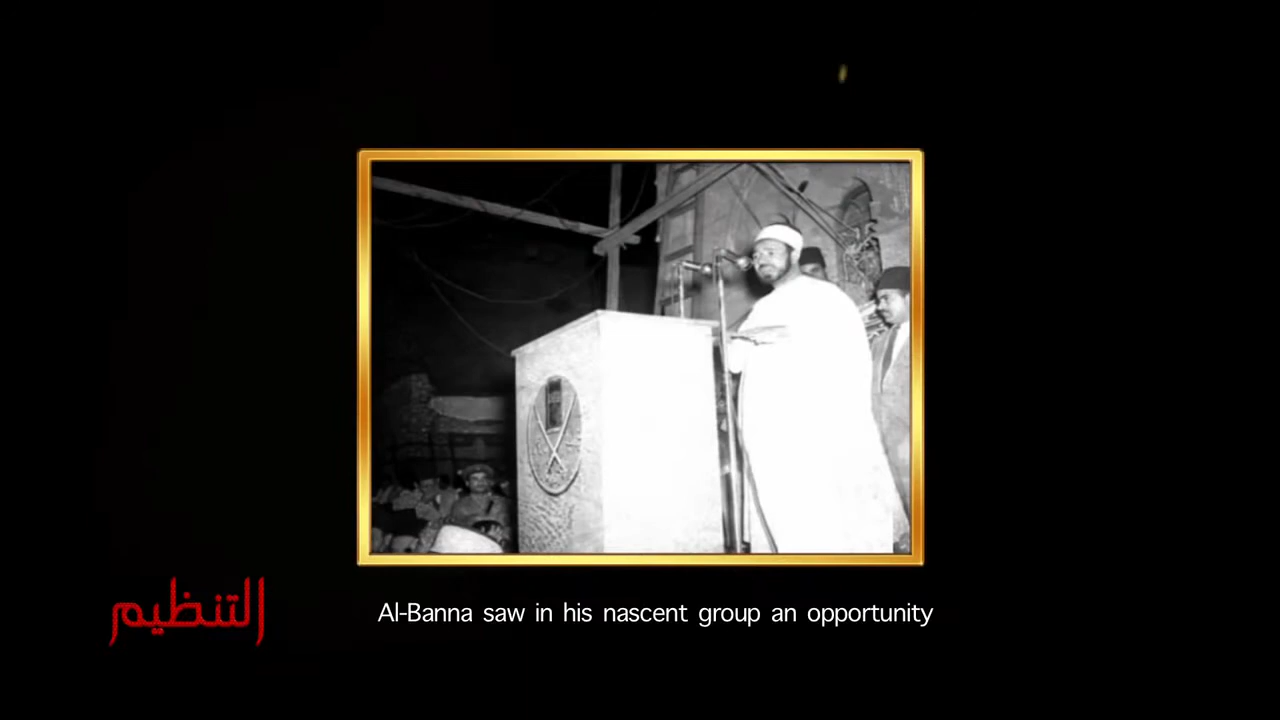 التنظيم
Al-Banna saw in his nascent group an opportunity